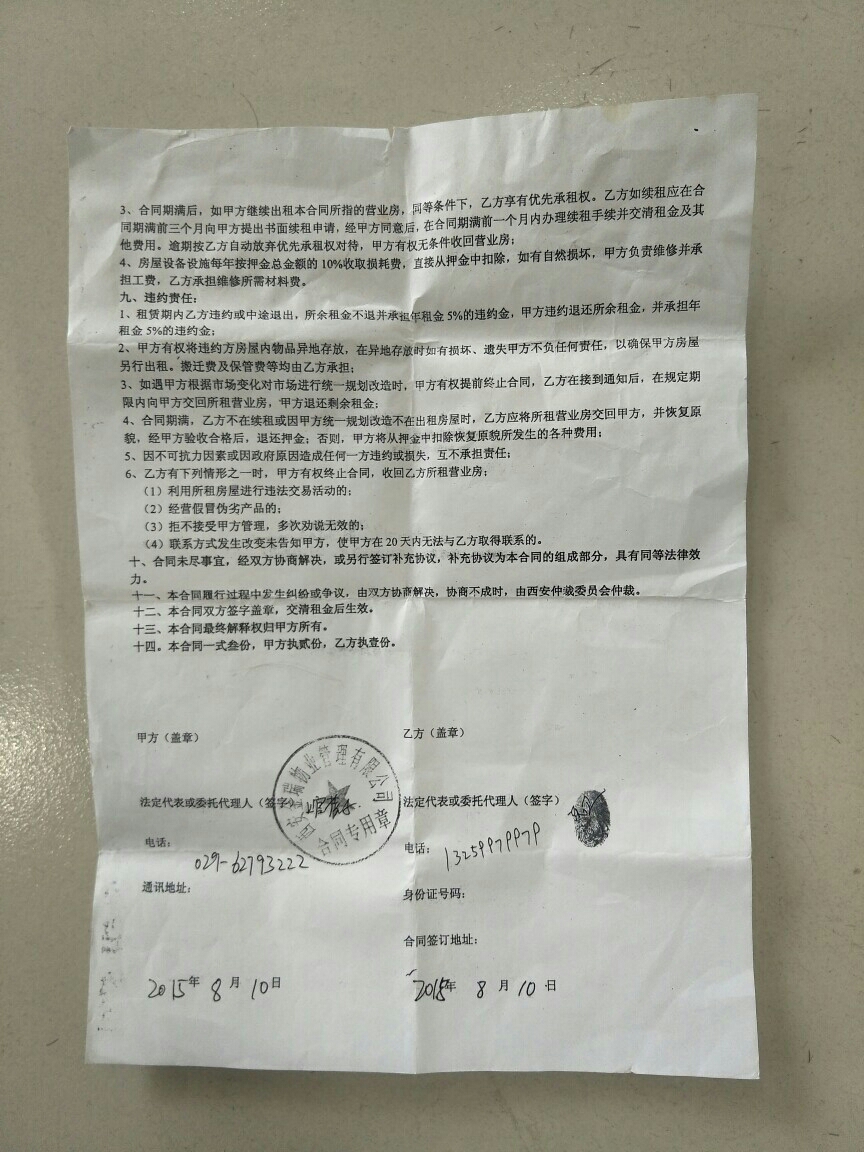 3、合同期满后，如甲方继续出租本合同所指的营业房，同等条件下，乙方享有优先承租权。乙方如续租应在合
同期满前三个月向甲方提出书面续租申请，经甲方同意后，在合同期满前一个月内办理续租手续并交清租金及其
他费用。逾期按乙方自动放弃优先承租权对待，甲方有权无条件收回营业房；
4、房屋设备设施每年按押金总金额的10%收取损耗费，直接从押金中扣除，如有自然损坏，甲方负责维修并承
担工费，乙方承担维修所需材料费。
九、违约责任：
1、租赁期内乙方违约或中途退出，所余租金不退并承担年租金5%的违约金，甲方违约退还所余租金，并承担年
租金5%的违约金；
2、甲方有权将违约方房屋内物品异地存放，在异地存放时如有损坏、遗失甲方不负任何责任，以确保甲方房屋
另行出租。搬迁费及保管费等均由乙方承担；
3、如遇甲方根据市场变化对市场进行统一规划改造时，甲方有权提前终止合同，乙方在接到通知后，在规定期
限内向甲方交回所租营业房，甲方退还剩余租金；
4、合同期满，乙方不在续租或因甲方统一规划改造不在出租房屋时，乙方应将所租营业房交回甲方，并恢复原
貌，经甲方验收合格后，退还押金；否则，甲方将从押金中扣除恢复原貌所发生的各种费用；
5、因不可抗力因素或因政府原因造成任何一方违约或损失，互不承担责任；
6、乙方有下列情形之一时，甲方有权终止合同，收回乙方所租营业房：
（1）利用所租房屋进行违法交易活动的；
（2）经营假冒伪劣产品的；
（3）拒不接受甲方管理，多次劝说无效的；
（4）联系方式发生改变未告知甲方，使甲方在20天内无法与乙方取得联系的。
十、合同未尽事宜，经双方协商解决，或另行签订补充协议，补充协议为本合同的组成部分，具有同等法律效
力。
十一、本合同履行过程中发生纠纷或争议，由双方协商解决，协商不成时，由西安仲裁委员会仲裁。
十二、本合同双方签字盖章，交清租金后生效。
十三、本合同最终解释权归甲方所有。
十四、本合同一式叁份，甲方执贰份，乙方执壹份。
甲方（盖章）
乙方（盖章）
西安金瑞物业管理有限公司
合同专用章
法定代表或委托代理人（签字）
法定代表或委托代理人（签字）
电话：029-62793222
电话：13259979979
通讯地址：
身份证号码：
合同签订地址：
2015年 8 月 10 日
2015年 8 月 10 日